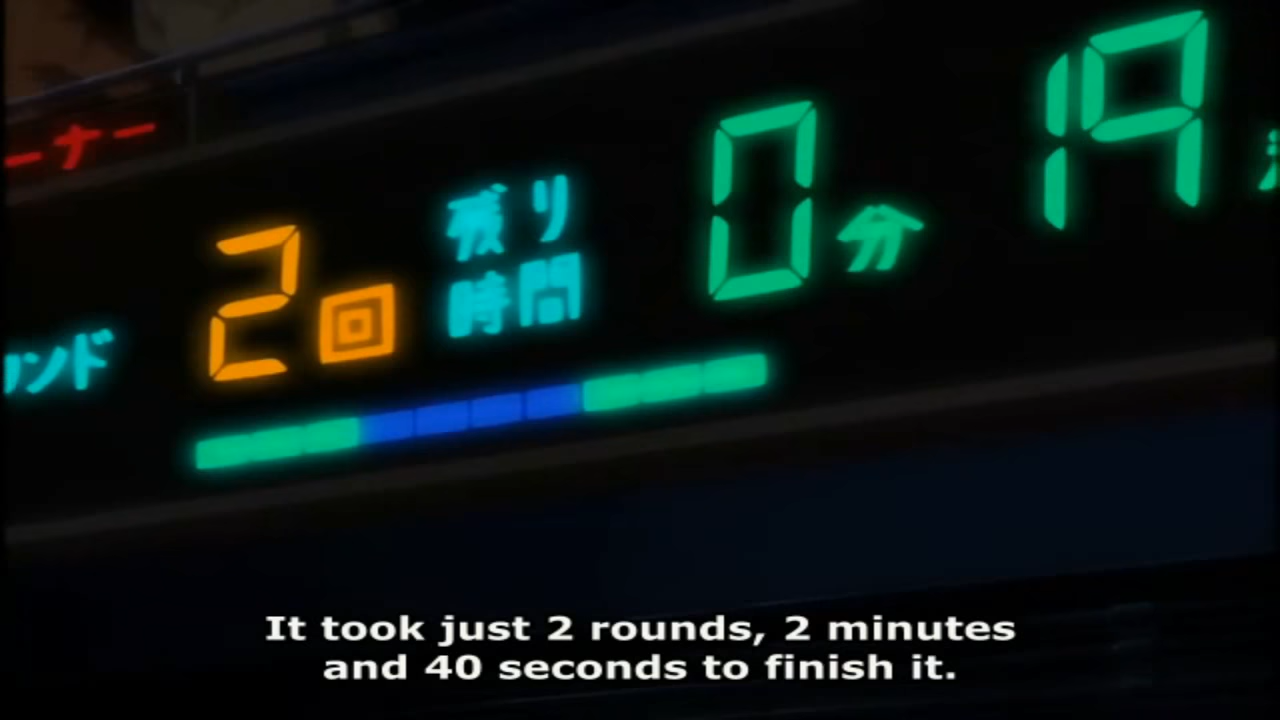 ーナー
ンド
2回
残り
時間
0分
19
It took just 2 rounds, 2 minutes
and 40 seconds to finish it.